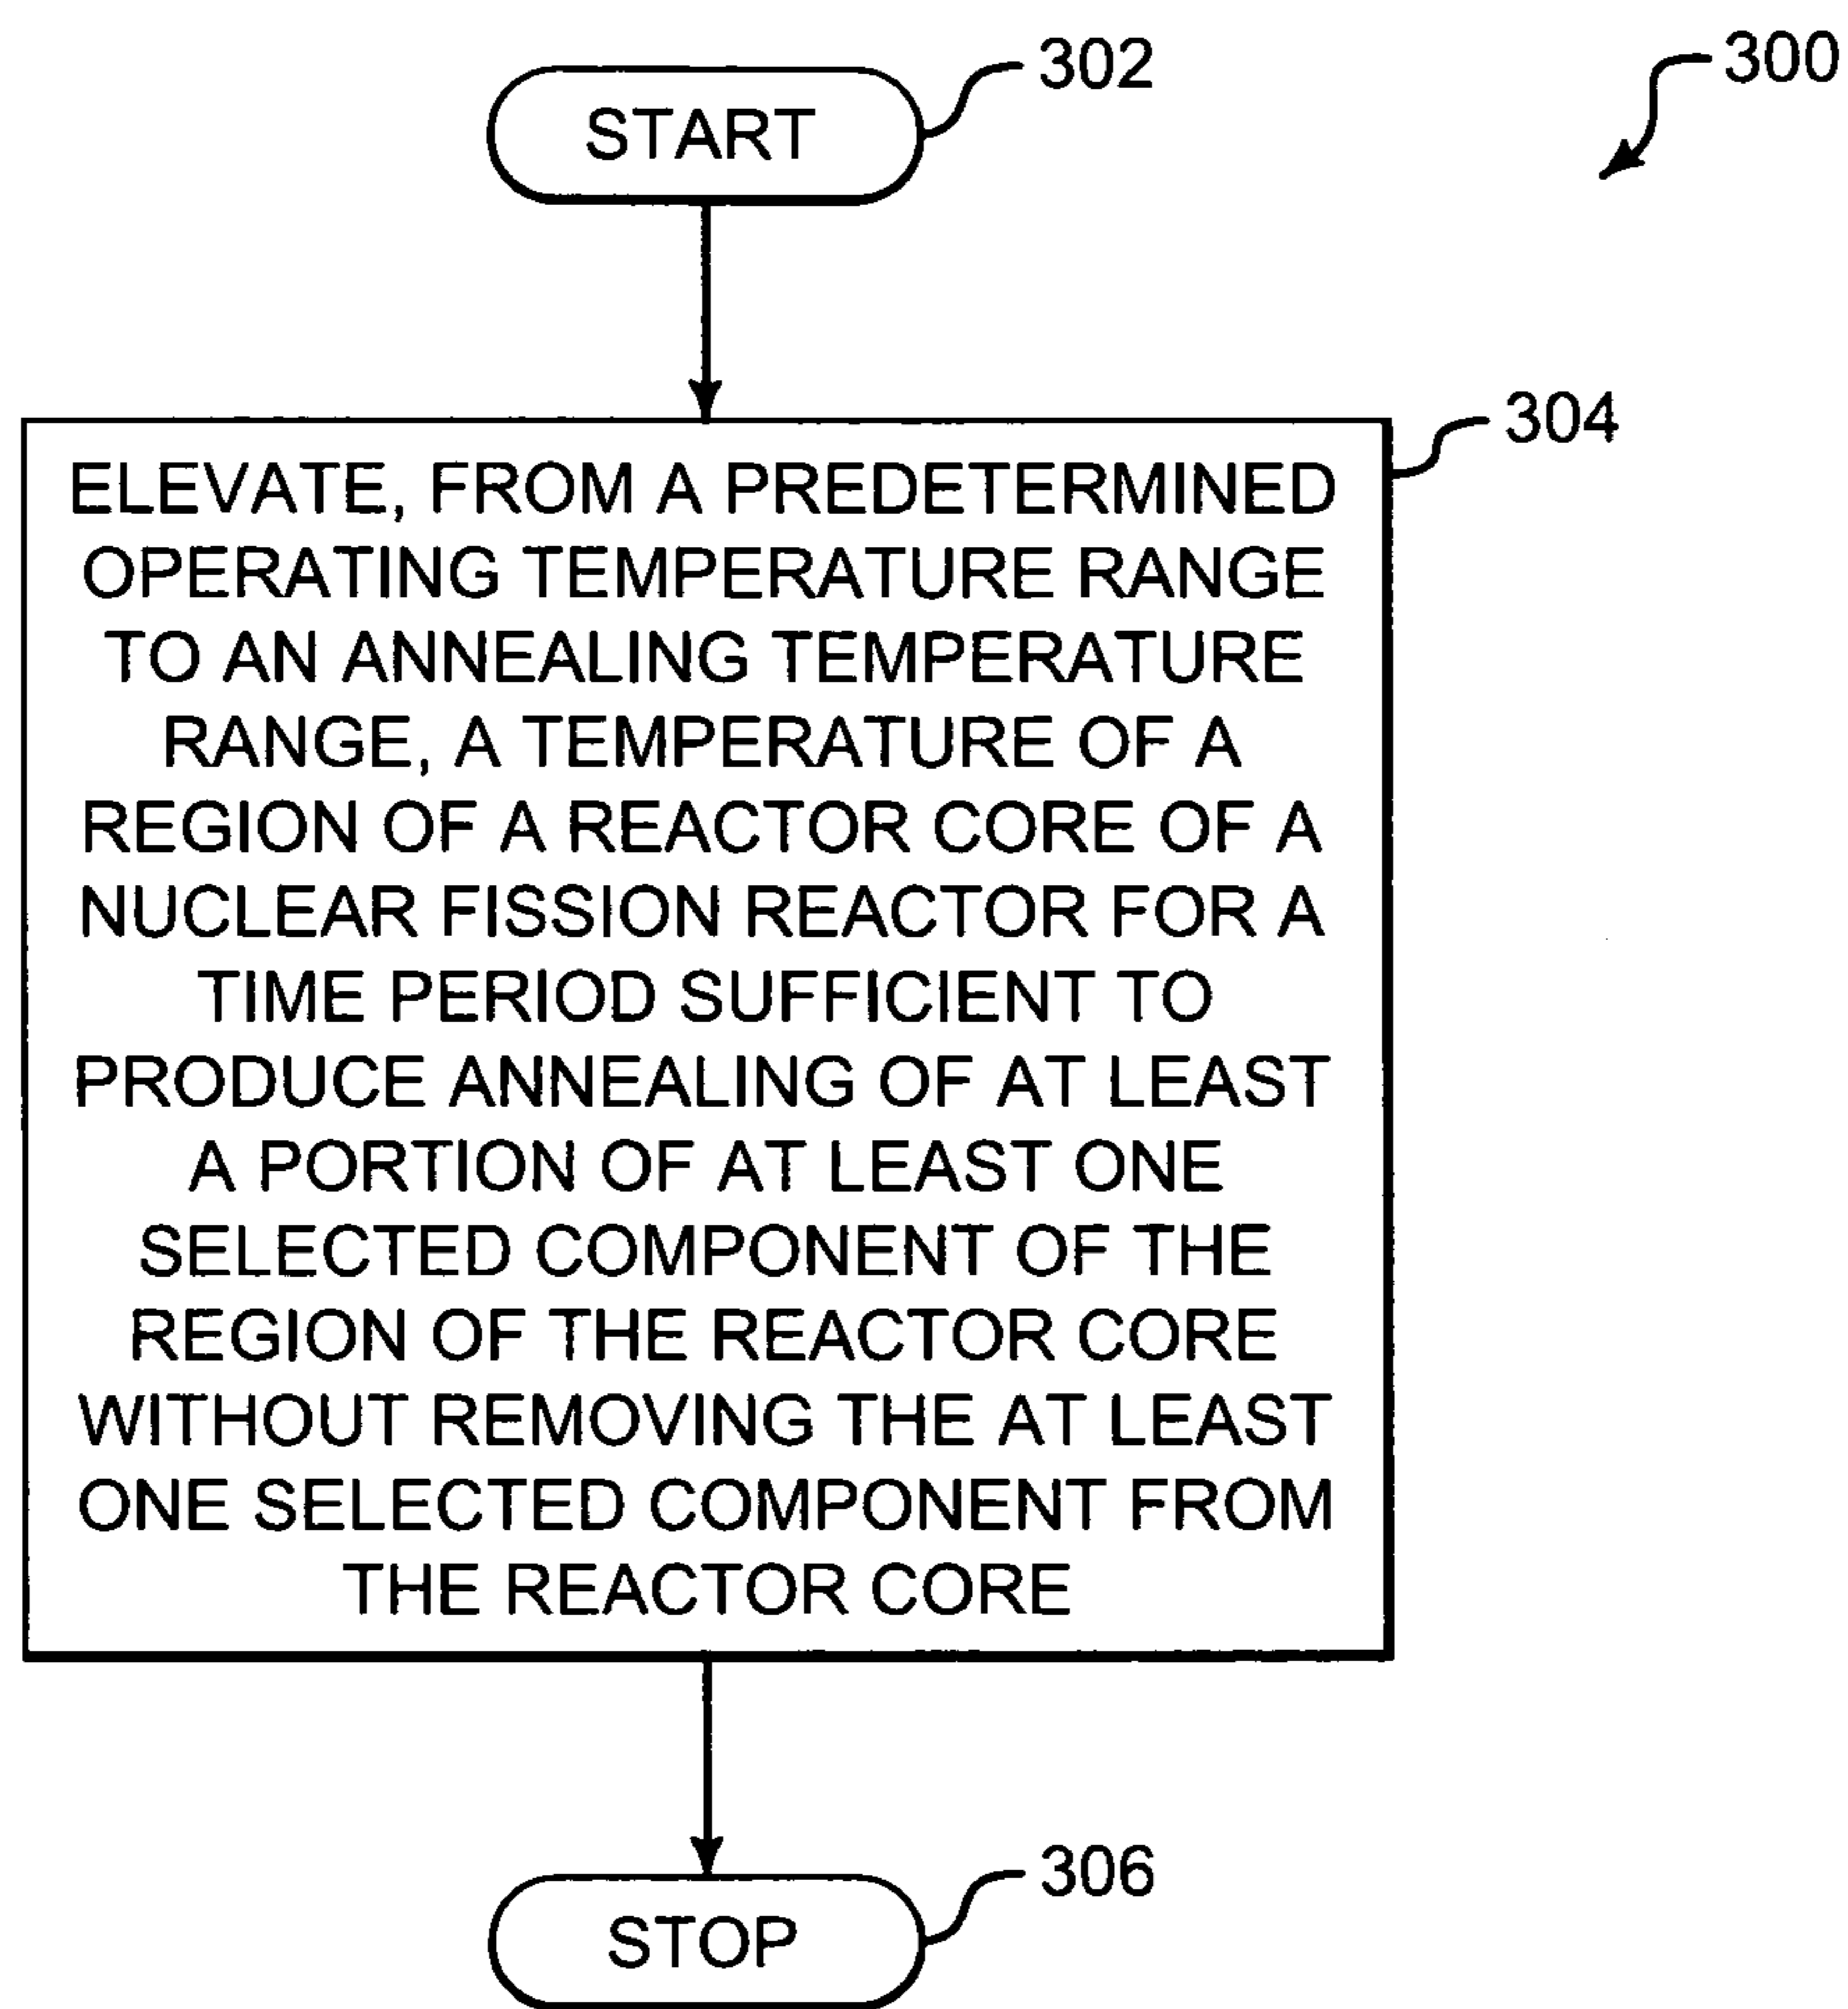 302
300
START
304
ELEVATE, FROM A PREDETERMINED
OPERATING TEMPERATURE RANGE
TO AN ANNEALING TEMPERATURE
RANGE, A TEMPERATURE OF A
REGION OF A REACTOR CORE OF A
NUCLEAR FISSION REACTOR FOR A
TIME PERIOD SUFFICIENT TO
PRODUCE ANNEALING OF AT LEAST
A PORTION OF AT LEAST ONE
SELECTED COMPONENT OF THE
REGION OF THE REACTOR CORE
WITHOUT REMOVING THE AT LEAST
ONE SELECTED COMPONENT FROM
THE REACTOR CORE
306
STOP